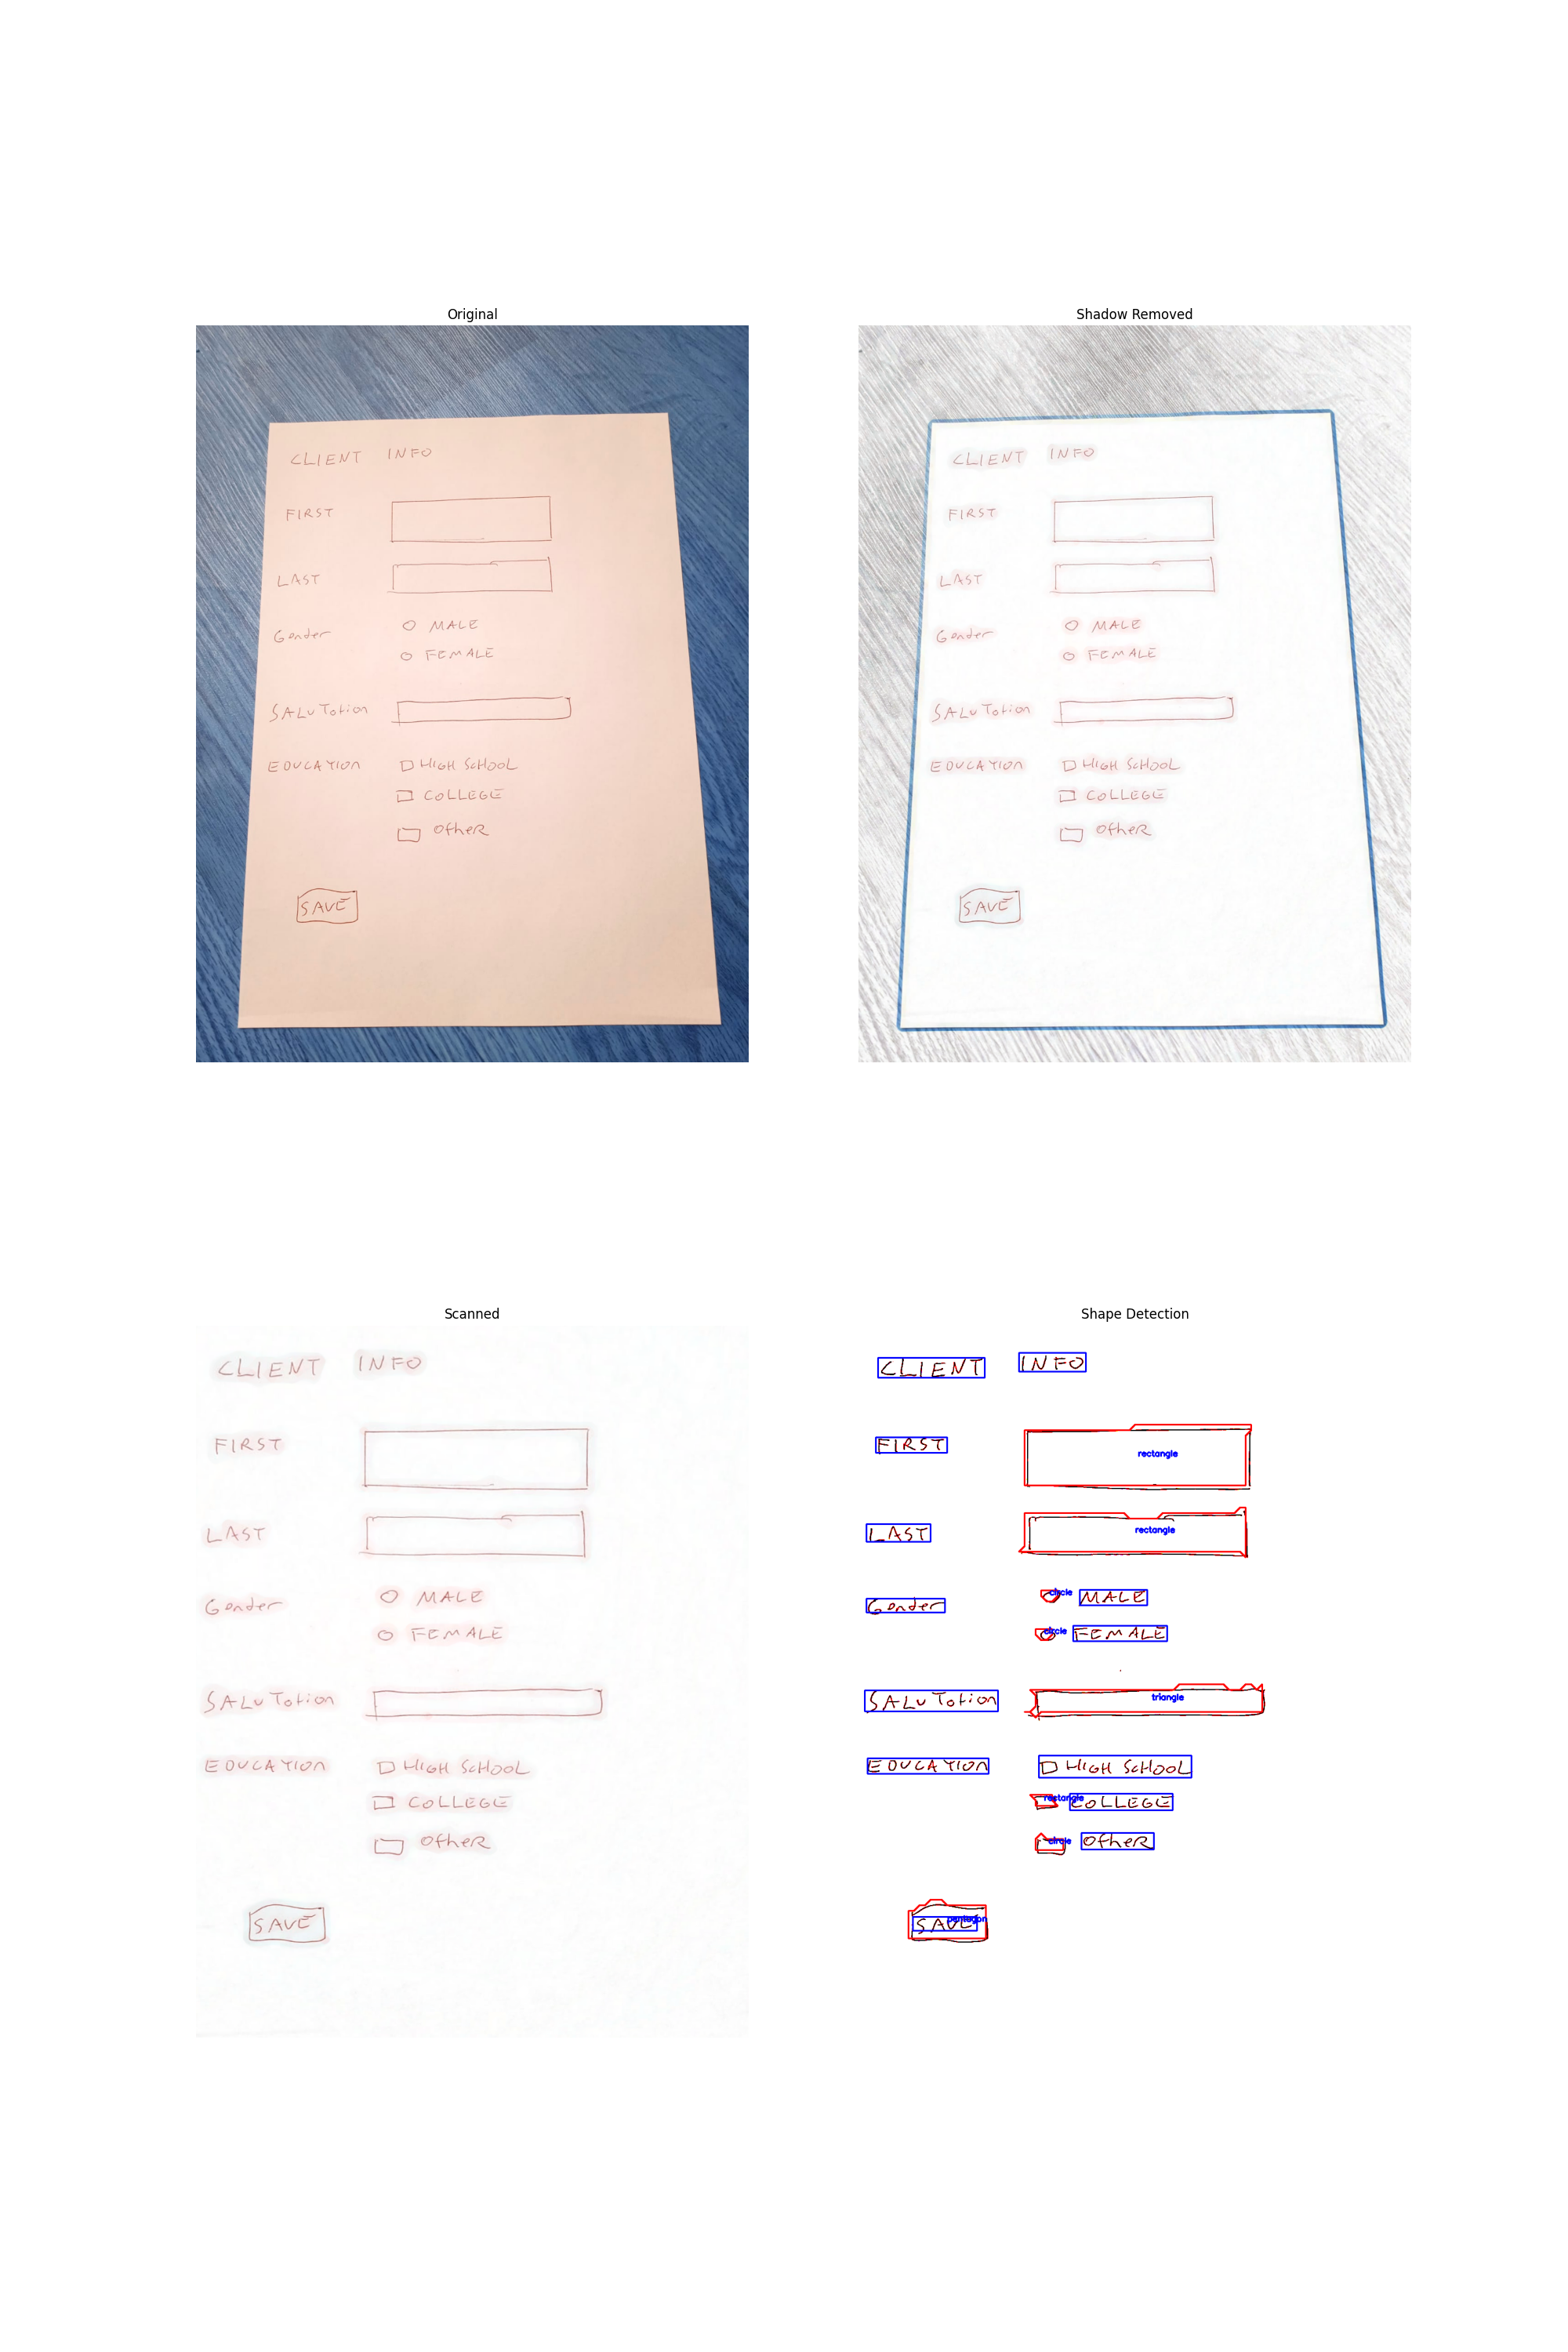 Original
CLIENT INFO
FIRST
LAST
Gender
MALE
FEMALE
SALuTotion
EDUCATION
HIGH ScHOOL
COLLEGE
OtheR
SAVE
Shadow Removed
CLIENT INFO
FIRST
LAST
Gender
MALE
FEMALE
SALuTotion
EDUCATION
HIGH ScHOOL
COLLEGE
OtheR
SAVE
Scanned
CLIENT INFO
FIRST
LAST
Gender
MALE
FEMALE
SALuTotion
EDUCATION
HIGH ScHOOL
COLLEGE
OtheR
SAVE
Shape Detection
CLIENT INFO
FIRST
rectangle
LAST
rectangle
Gender
circle
MALE
circle
FEMALE
SALuTotion
triangle
EDUCATION
HIGH ScHOOL
rectangle
COLLEGE
circle
OtheR
SAVE
pentagon